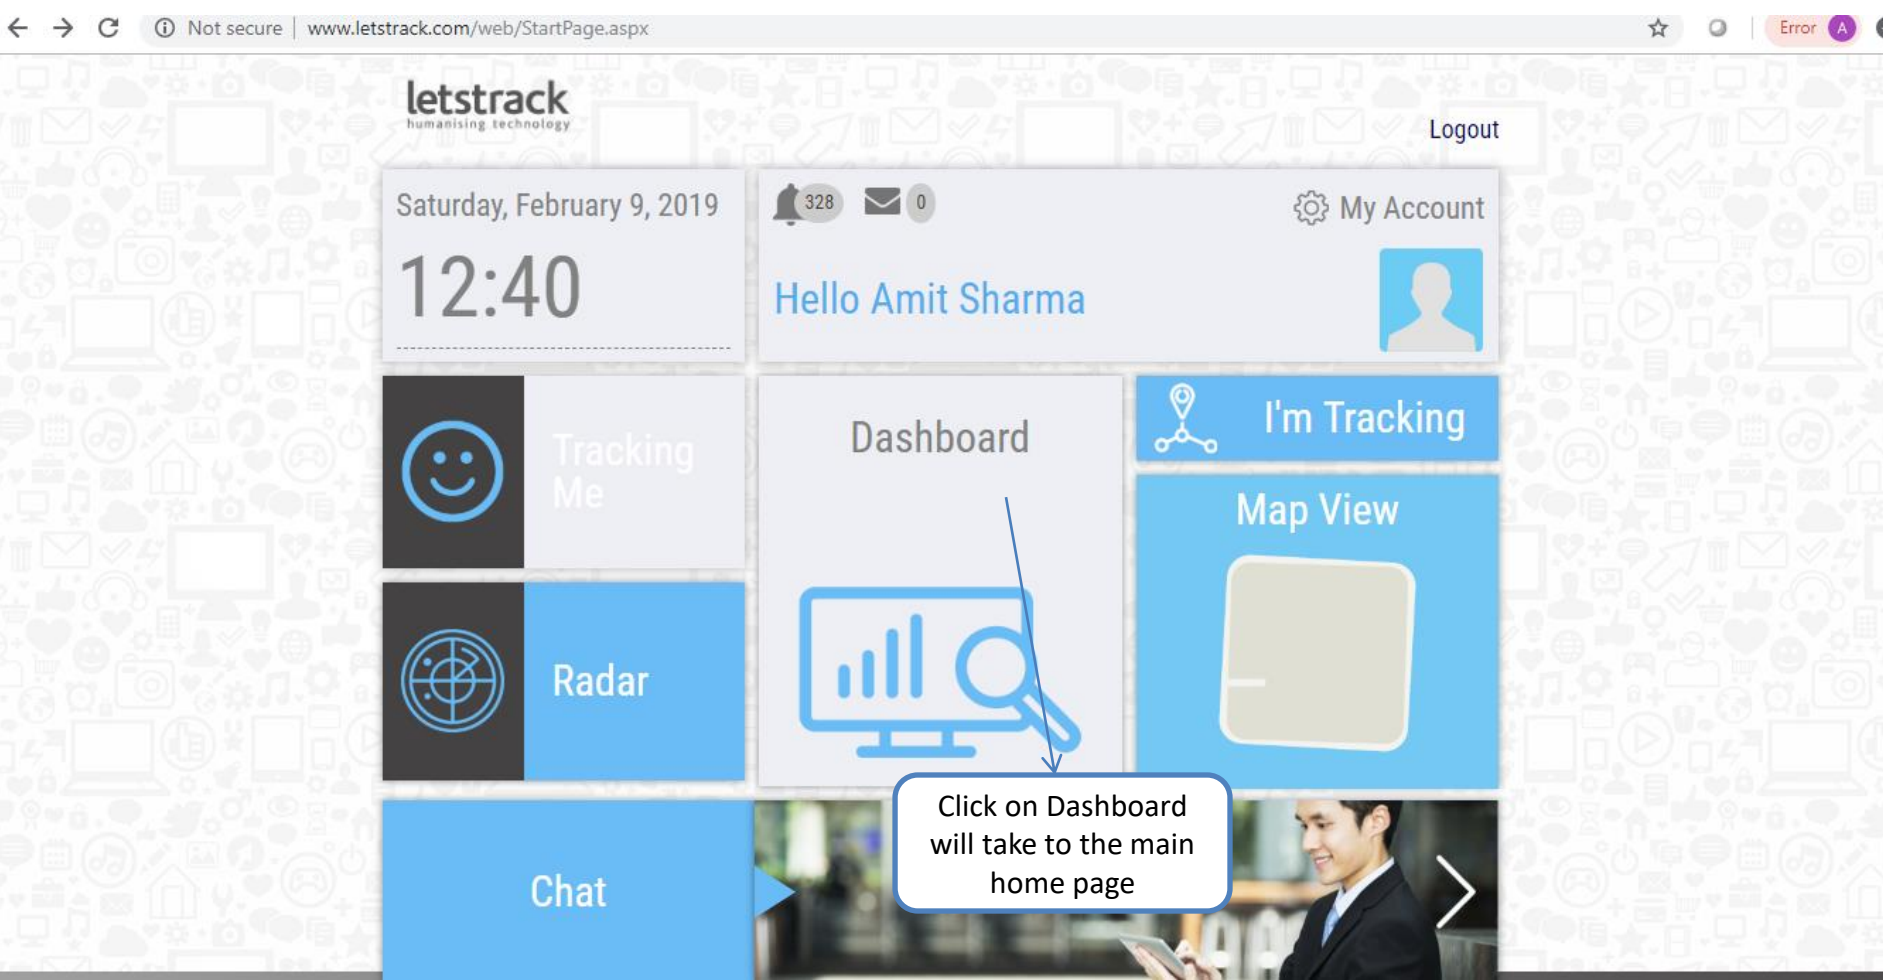 Not secure | www.letstrack.com/web/StartPage.aspx
Error A
letstrack
humanising technology
Logout
Saturday, February 9, 2019
12:40
328 0
My Account
Hello Amit Sharma
Tracking
Me
Dashboard
I'm Tracking
Map View
Radar
Click on Dashboard
will take to the main
home page
Chat